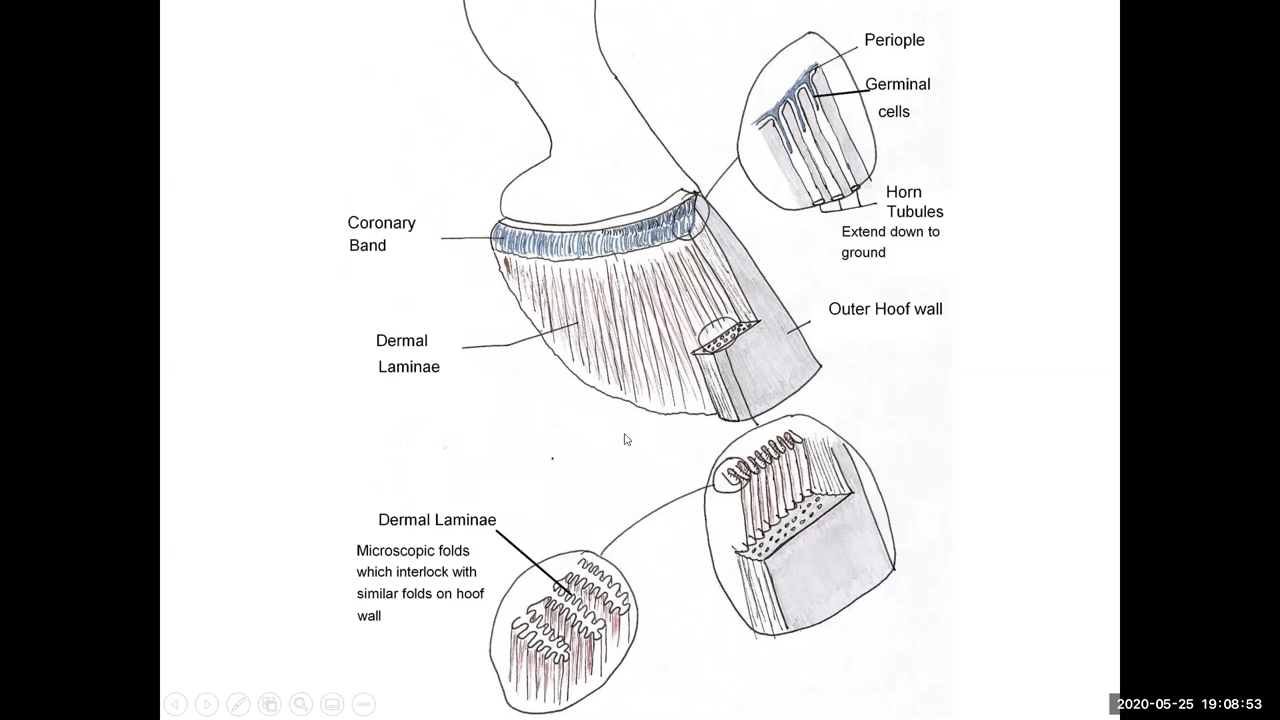 Periople
Germinal
cells
Horn
Tubules
Extend down to
ground
Coronary
Band
Outer Hoof wall
Dermal
Laminae
Dermal Laminae
Microscopic folds
which interlock with
similar folds on hoof
wall
2020-05-25 19:08:53